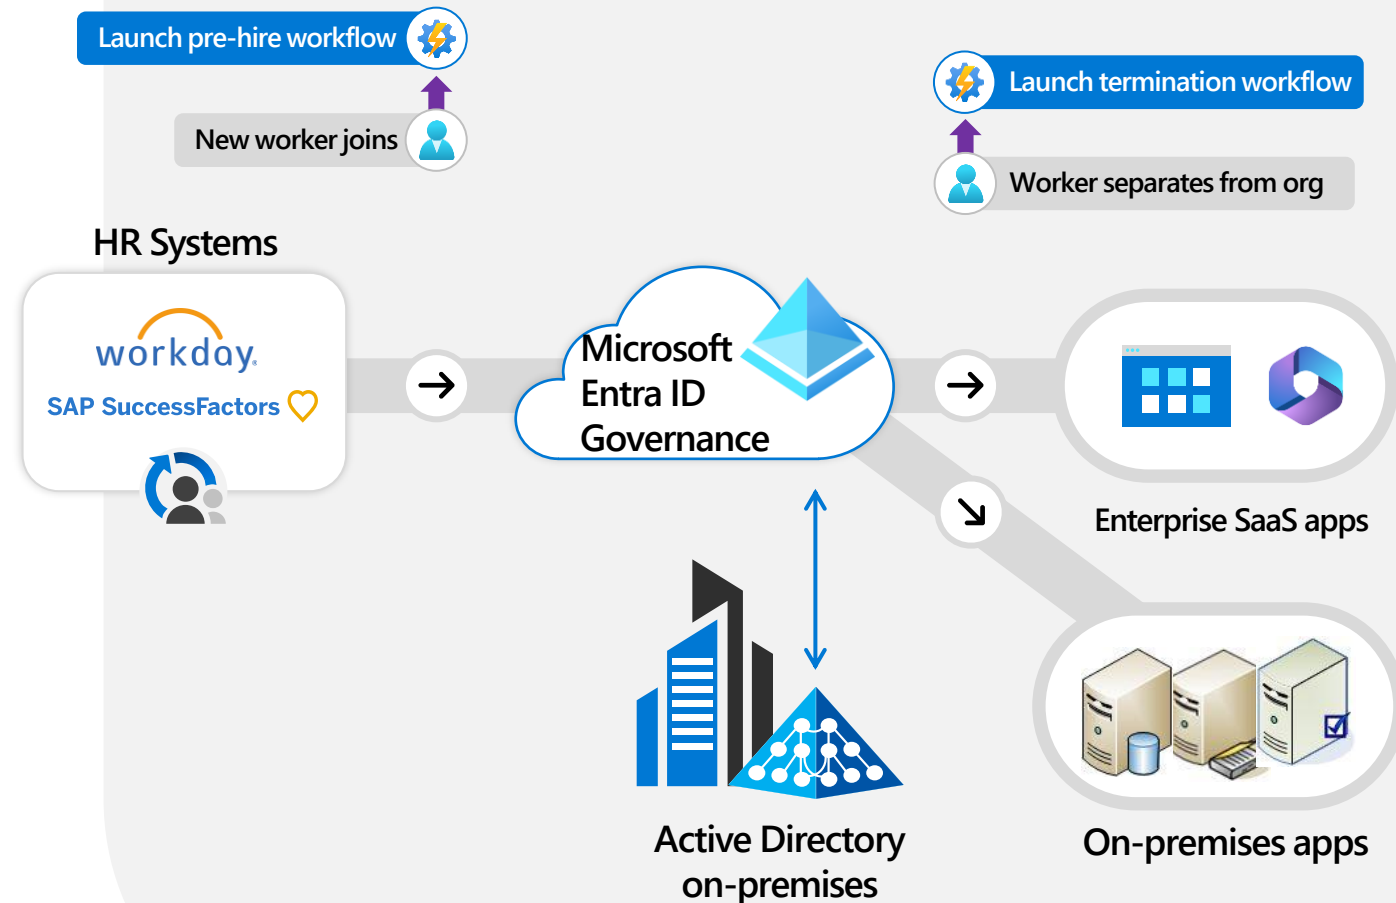 Launch pre-hire workflow
New worker joins
Launch termination workflow
Worker separates from org
HR Systems
workday.
SAP SuccessFactors
Microsoft
Entra ID
Governance
Enterprise SaaS apps
Active Directory
on-premises
On-premises apps